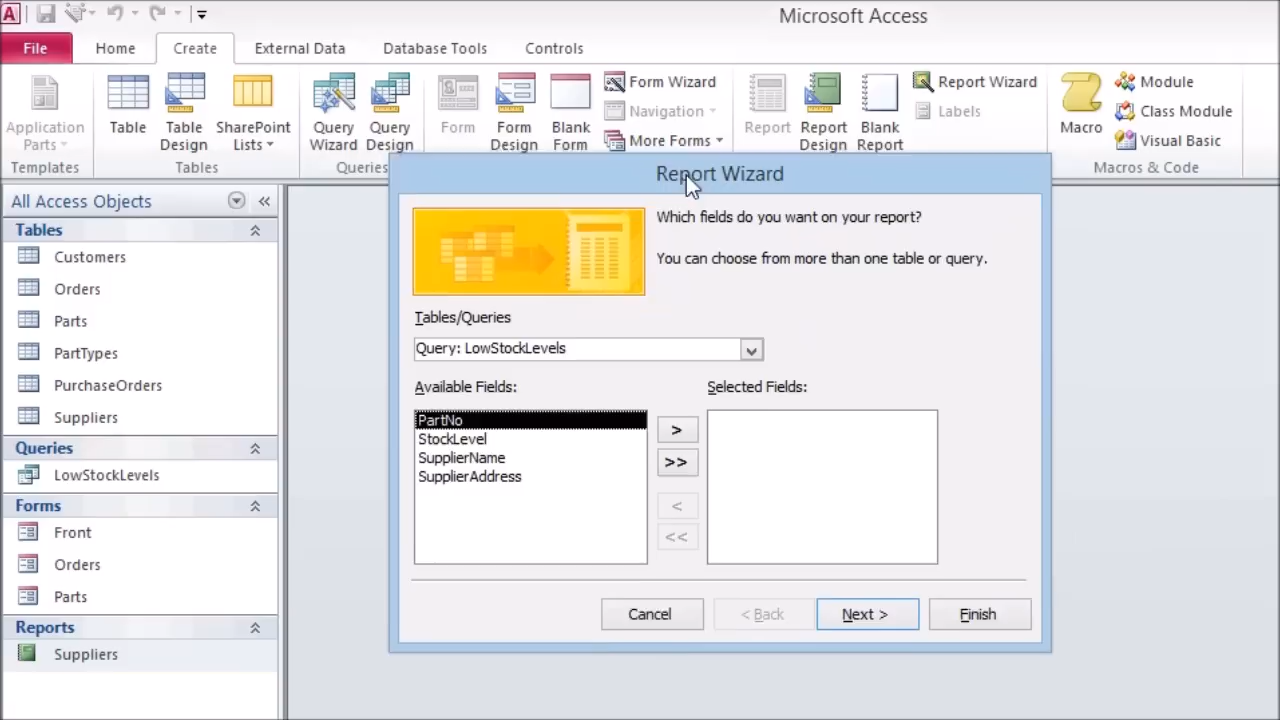 A
Microsoft Access
File Home Create External Data Database Tools Controls
Application Parts
Table
Table Design
SharePoint Lists
Query Wizard
Query Design
Form
Form Design
Blank Form
Form Wizard
Navigation
More Forms
Report
Report Design
Blank Report
Report Wizard
Labels
Macro
Module
Class Module
Visual Basic
Templates
Tables
Queries
Macros & Code
All Access Objects
Tables
Customers
Orders
Parts
PartTypes
PurchaseOrders
Suppliers
Queries
LowStockLevels
Forms
Front
Orders
Parts
Reports
Suppliers
Report Wizard
Which fields do you want on your report?
You can choose from more than one table or query.
Tables/Queries
Query: LowStockLevels
Available Fields:
Selected Fields:
PartNo
StockLevel
SupplierName
SupplierAddress
>
>>
<
<<
Cancel
< Back
Next >
Finish